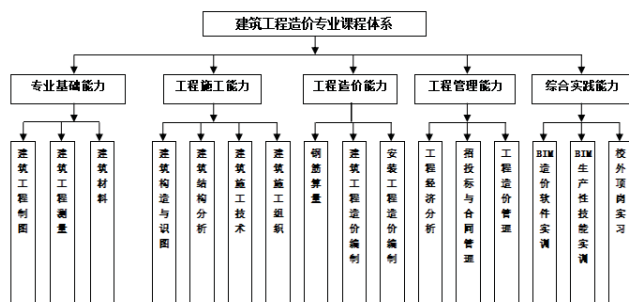 建筑工程造价专业课程体系
专业基础能力
工程施工能力
工程造价能力
工程管理能力
综合实践能力
建筑工程制图
建筑工程测量
建筑材料
建筑构造与识图
建筑结构分析
建筑施工技术
建筑施工组织
钢筋算量
建筑工程造价编制
安装工程造价编制
工程经济分析
招投标与合同管理
工程造价管理
BIM造价软件实训
BIM生产性技能实训
校外顶岗实习